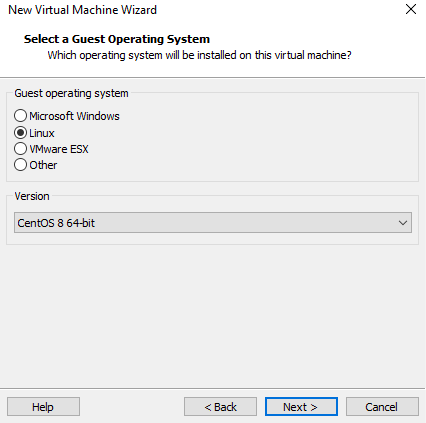 New Virtual Machine Wizard
Select a Guest Operating System
Which operating system will be installed on this virtual machine?
Guest operating system
Microsoft Windows
Linux
VMware ESX
Other
Version
CentOS 8 64-bit
Help
< Back
Next >
Cancel